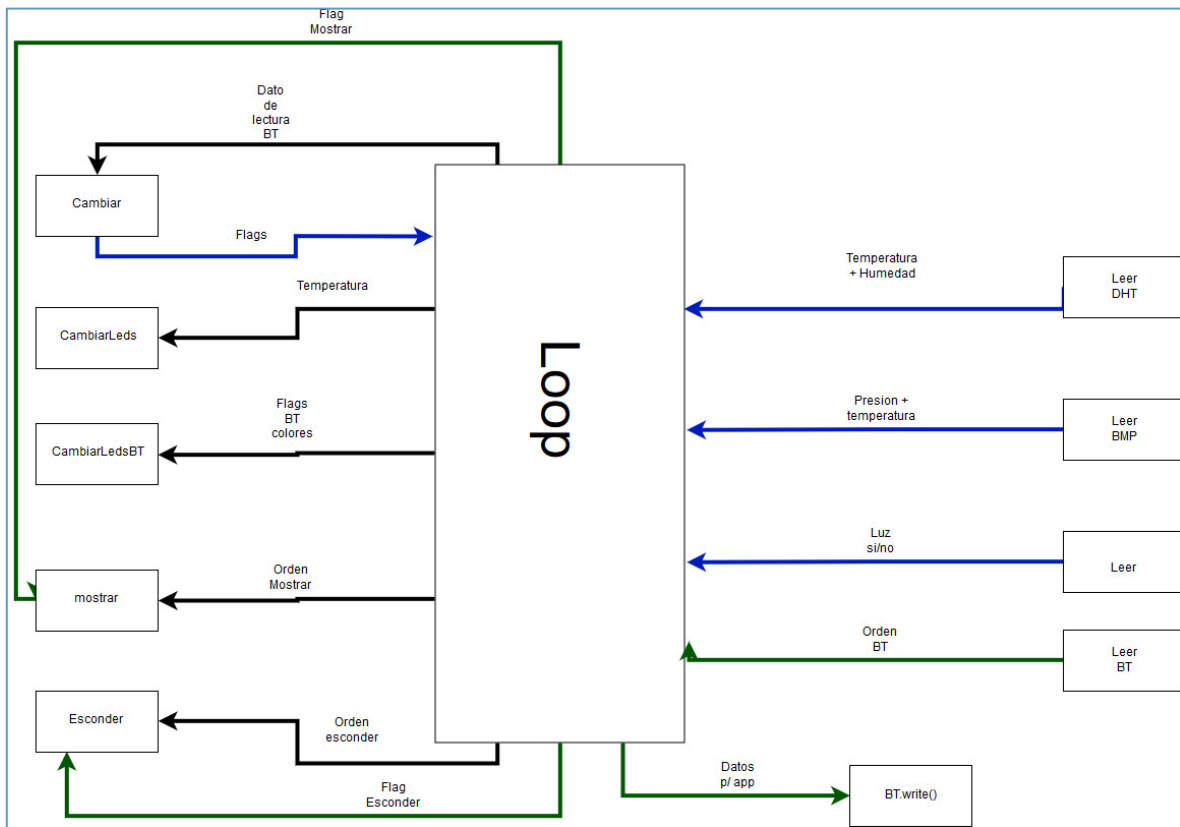 Flag
Mostrar
Dato
de
lectura
BT
Cambiar
Flags
Temperatura
CambiarLeds
Flags
BT
colores
CambiarLedsBT
Orden
Mostrar
mostrar
Esconder
Orden
esconder
Flag
Esconder
Loop
Temperatura
+ Humedad
Leer
DHT
Presion +
temperatura
Leer
BMP
Luz
si/no
Leer
Orden
BT
Leer
BT
Datos
p/ app
BT.write()